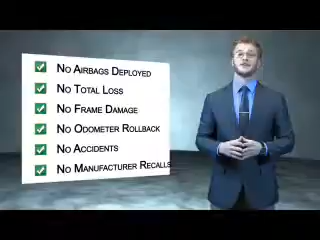 No Airbags Deployed
No Total Loss
No Frame Damage
No Odometer Rollback
No Accidents
No Manufacturer Recalls